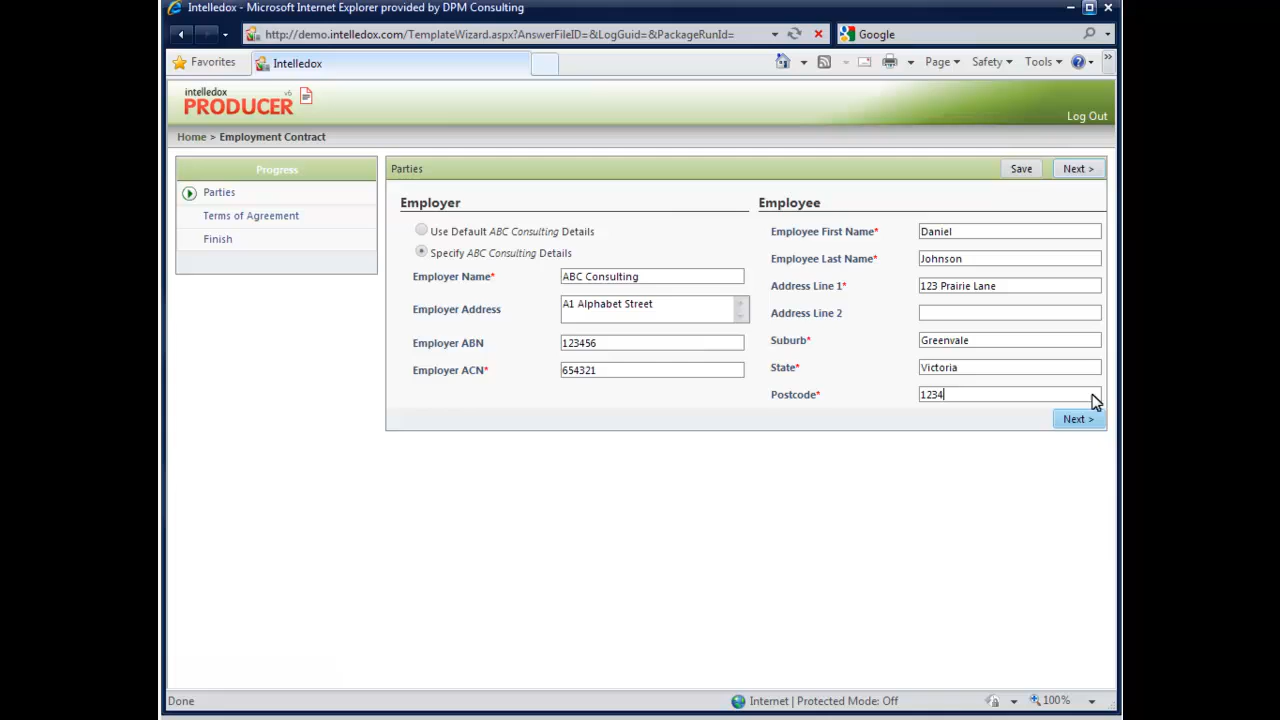 Intelledox - Microsoft Internet Explorer provided by DPM Consulting
http://demo.intelledox.com/TemplateWizard.aspx?AnswerFileID=&LogGuid=&PackageRunId=
Google
Favorites
Intelledox
Page
Safety
Tools
intelledox v6
PRODUCER
Log Out
Home > Employment Contract
Progress
Parties
Terms of Agreement
Finish
Parties
Save
Next >
Employer
Use Default ABC Consulting Details
Specify ABC Consulting Details
Employer Name* ABC Consulting
Employer Address A1 Alphabet Street
Employer ABN 123456
Employer ACN* 654321
Employee
Employee First Name* Daniel
Employee Last Name* Johnson
Address Line 1* 123 Prairie Lane
Address Line 2
Suburb* Greenvale
State* Victoria
Postcode* 1234
Next >
Done
Internet | Protected Mode: Off
100%